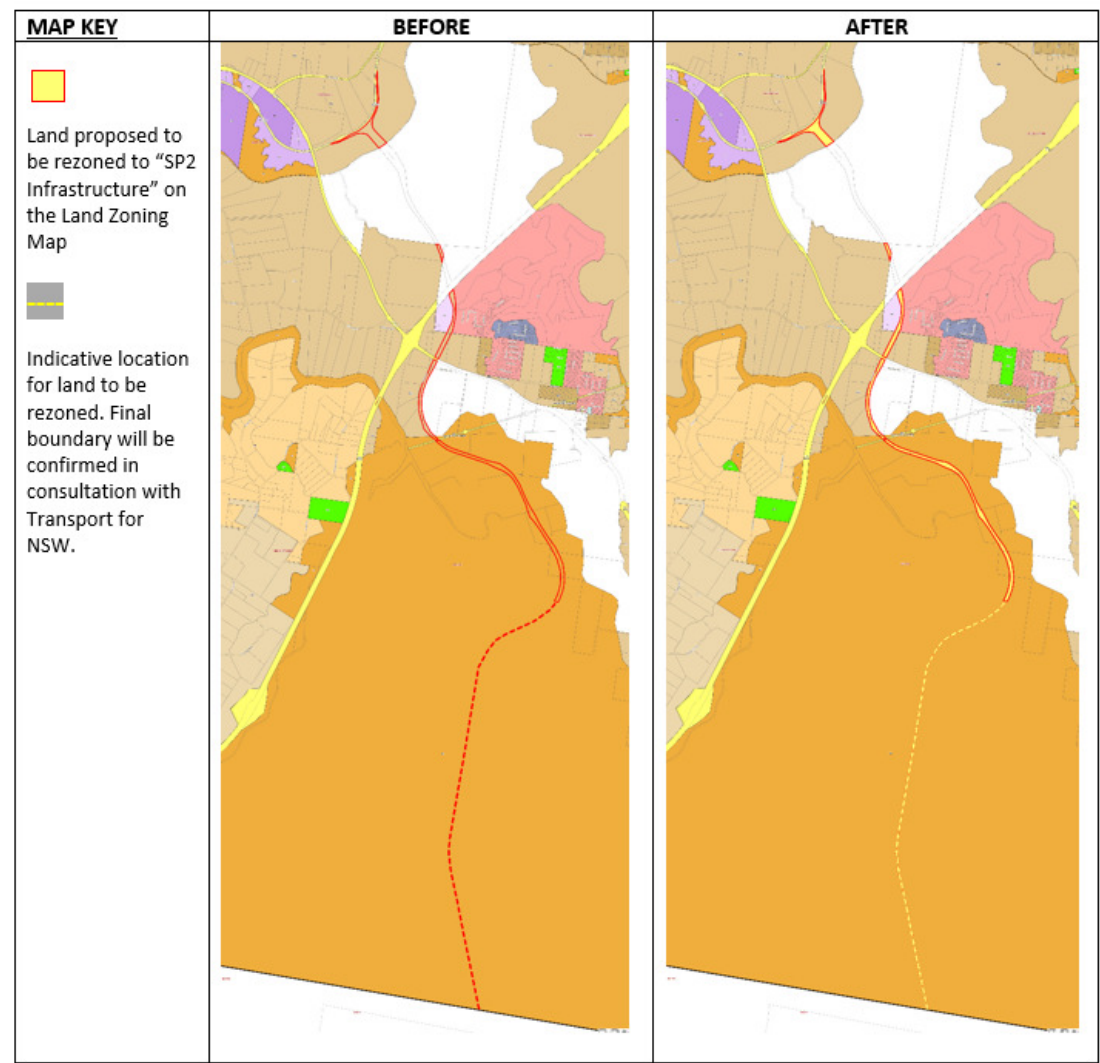 MAP KEY
BEFORE
AFTER
Land proposed to
be rezoned to “SP2
Infrastructure” on
the Land Zoning
Map
Indicative location
for land to be
rezoned. Final
boundary will be
confirmed in
consultation with
Transport for
NSW.